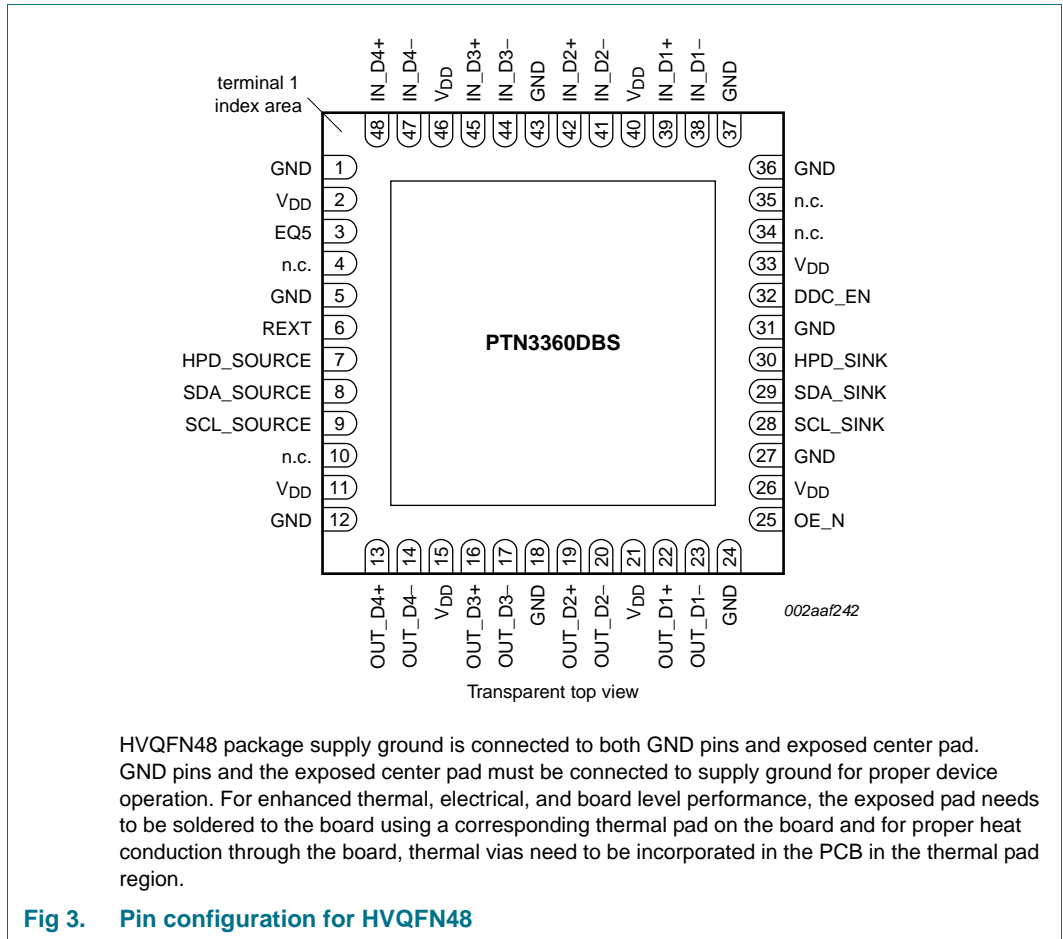 IN_D4+
IN_D4−
VDD
IN_D3+
IN_D3−
GND
IN_D2+
IN_D2−
VDD
IN_D1+
IN_D1−
GND
terminal 1
index area
48
47
46
45
44
43
42
41
40
39
38
37
GND 1
VDD 2
EQ5 3
n.c. 4
GND 5
REXT 6
HPD_SOURCE 7
SDA_SOURCE 8
SCL_SOURCE 9
n.c. 10
VDD 11
GND 12
PTN3360DBS
36 GND
35 n.c.
34 n.c.
33 VDD
32 DDC_EN
31 GND
30 HPD_SINK
29 SDA_SINK
28 SCL_SINK
27 GND
26 VDD
25 OE_N
13
14
15
16
17
18
19
20
21
22
23
24
OUT_D4+
OUT_D4−
VDD
OUT_D3+
OUT_D3−
GND
OUT_D2+
OUT_D2−
VDD
OUT_D1+
OUT_D1−
GND
002aaf242
Transparent top view
HVQFN48 package supply ground is connected to both GND pins and exposed center pad.
GND pins and the exposed center pad must be connected to supply ground for proper device
operation. For enhanced thermal, electrical, and board level performance, the exposed pad needs
to be soldered to the board using a corresponding thermal pad on the board and for proper heat
conduction through the board, thermal vias need to be incorporated in the PCB in the thermal pad
region.
Fig 3. Pin configuration for HVQFN48